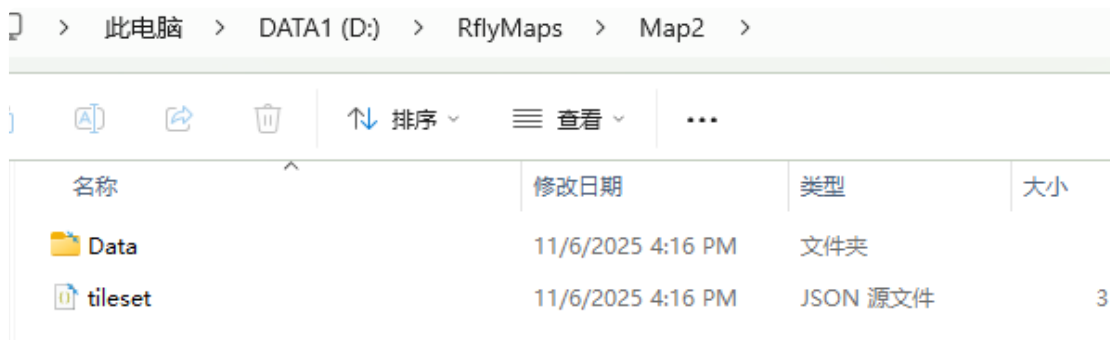 > 此电脑 > DATA1 (D:) > RflyMaps > Map2 >
A 排序 查看 ...
名称 修改日期 类型 大小
Data 11/6/2025 4:16 PM 文件夹
tileset 11/6/2025 4:16 PM JSON 源文件 3